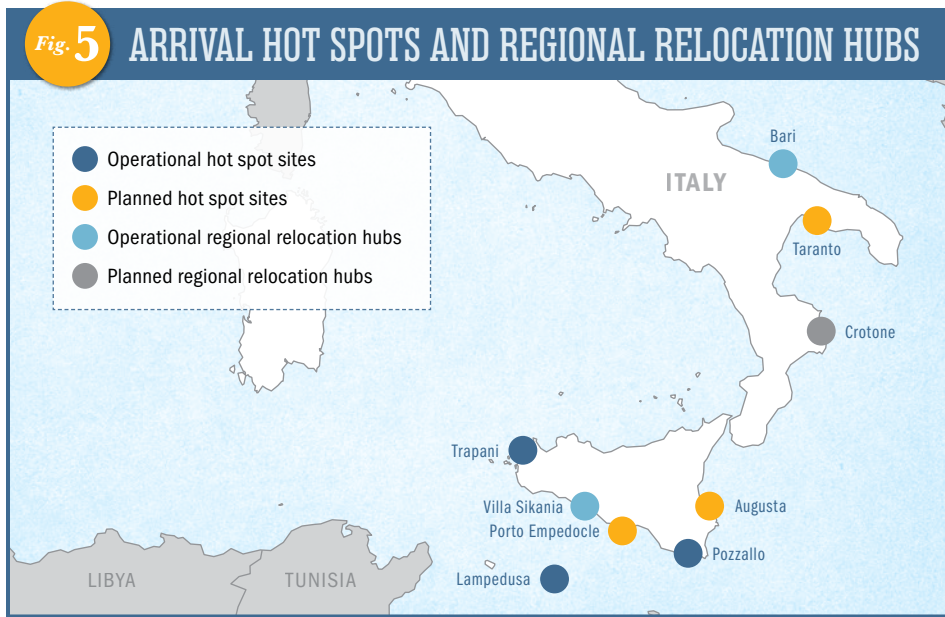 Fig. 5
ARRIVAL HOT SPOTS AND REGIONAL RELOCATION HUBS
Operational hot spot sites
Planned hot spot sites
Operational regional relocation hubs
Planned regional relocation hubs
Bari
ITALY
Taranto
Crotone
Trapani
Villa Sikania
Augusta
Porto Empedocle
Pozzallo
Lampedusa
LIBYA
TUNISIA